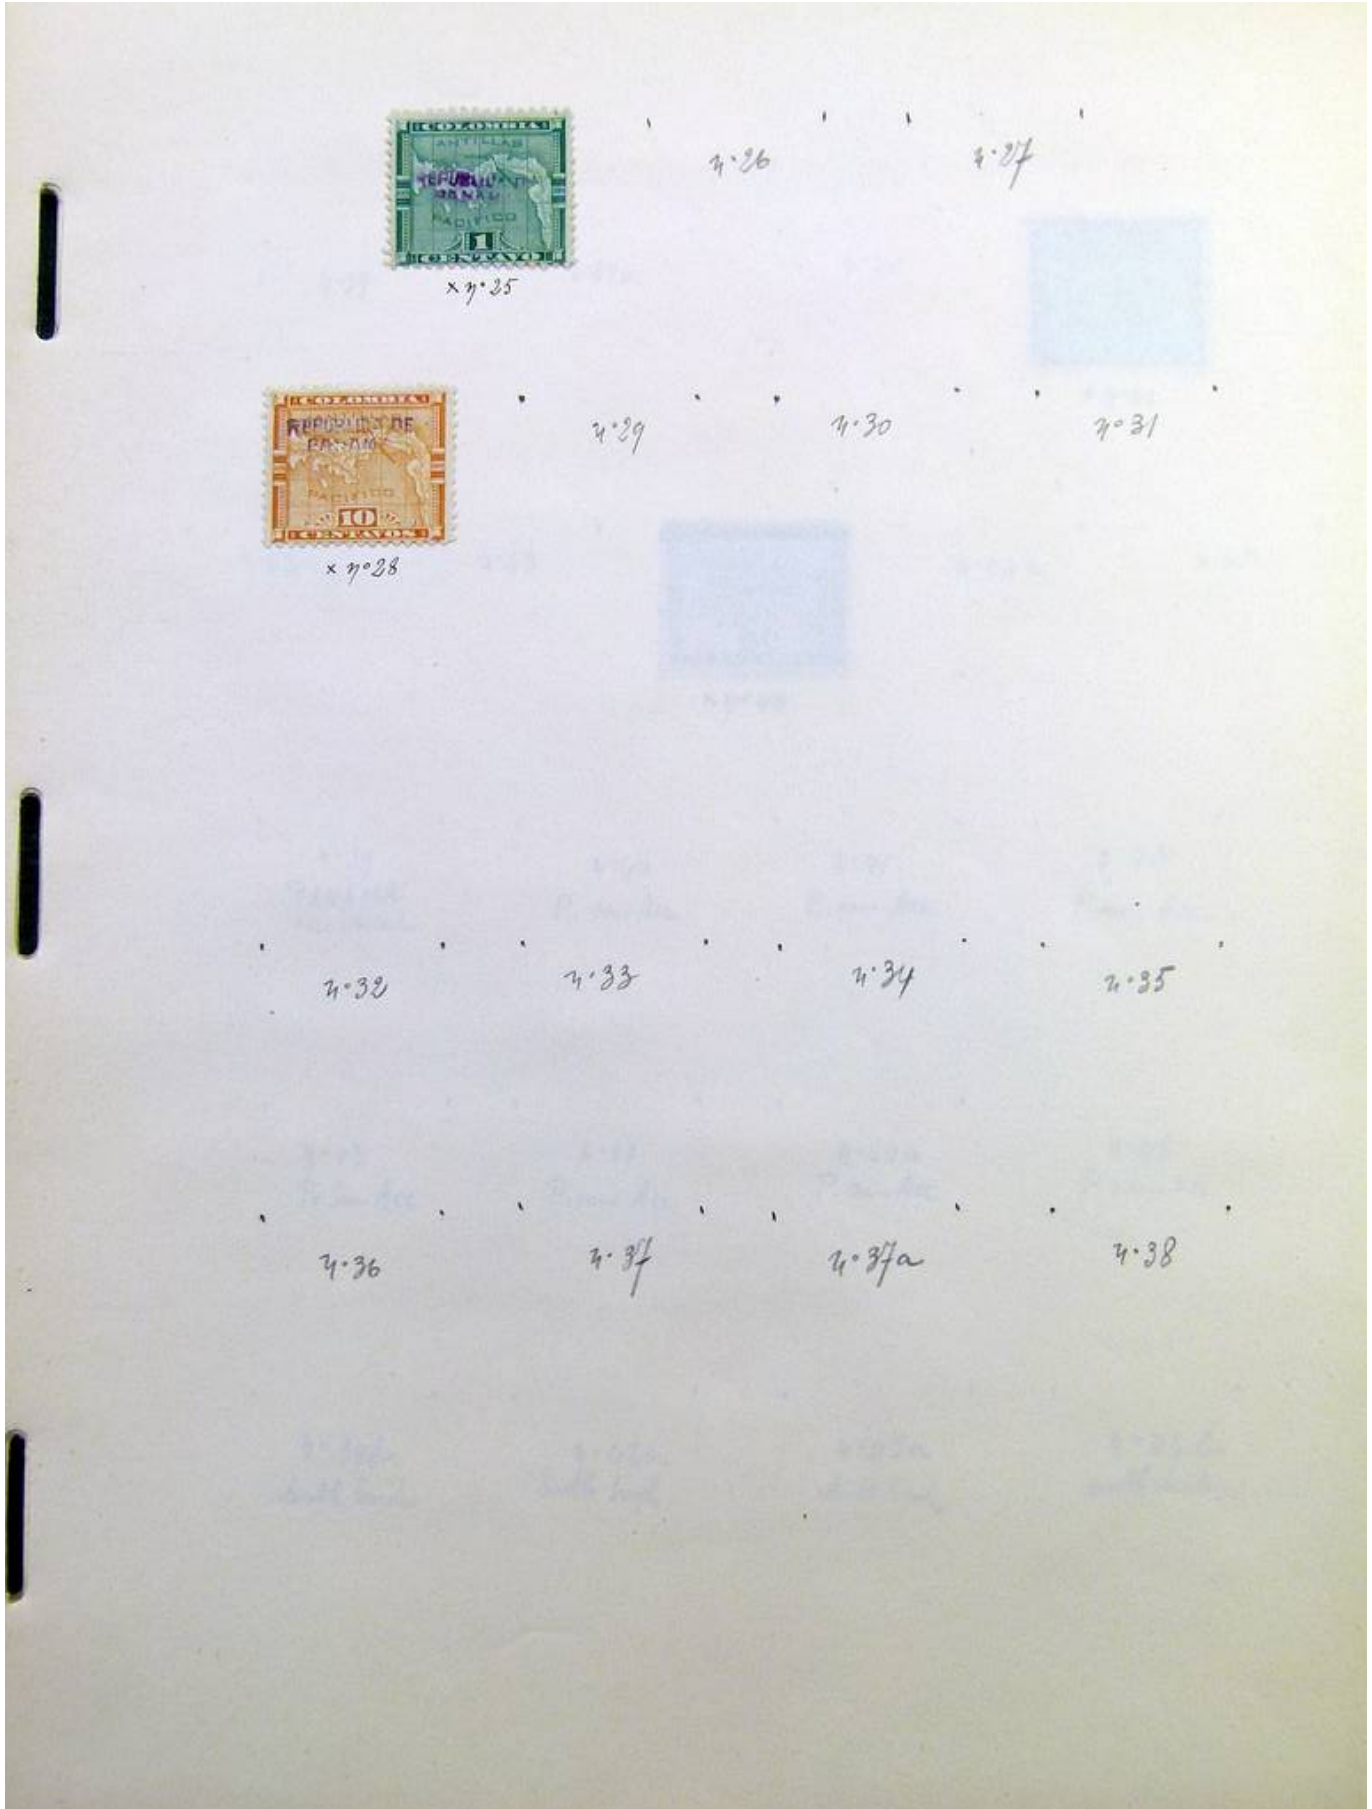 COLOMBIA
ANTILLAS
REPUBLICA DE
PANAMA
PACIFICO
1
CENTAVO
n° 26
n° 27
x n° 25
COLOMBIA
REPUBLICA DE
PANAMA
PACIFICO
10
CENTAVOS
n° 29
n° 30
n° 31
x n° 28
n° 32
n° 33
n° 34
n° 35
n° 36
n° 37
n° 37a
n° 38